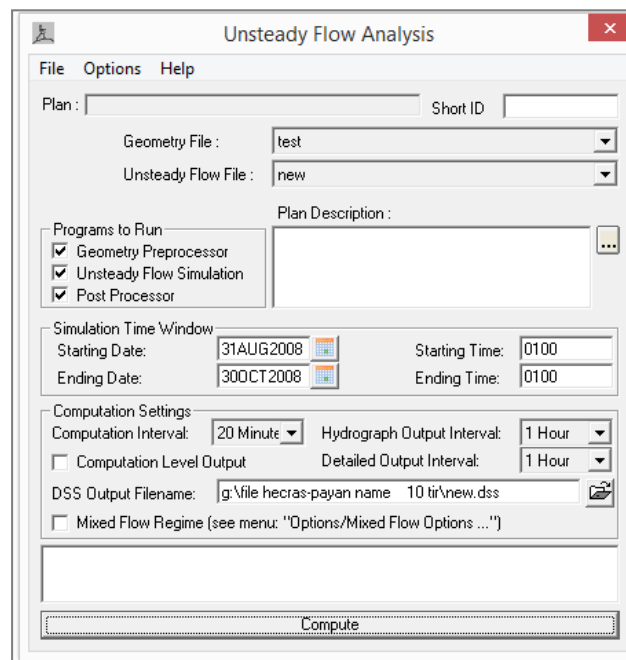 Unsteady Flow Analysis
File Options Help
Plan : Short ID
Geometry File : test
Unsteady Flow File : new
Plan Description :
Programs to Run
Geometry Preprocessor
...
Unsteady Flow Simulation
Post Processor
Simulation Time Window
Starting Date: 31AUG2008 Starting Time: 0100
Ending Date: 30OCT2008 Ending Time: 0100
Computation Settings
Computation Interval: 20 Minute Hydrograph Output Interval: 1 Hour
Computation Level Output Detailed Output Interval: 1 Hour
DSS Output Filename: g:\file hecras-payan name 10 tir\new.dss
Mixed Flow Regime (see menu: "Options/Mixed Flow Options ...")
Compute